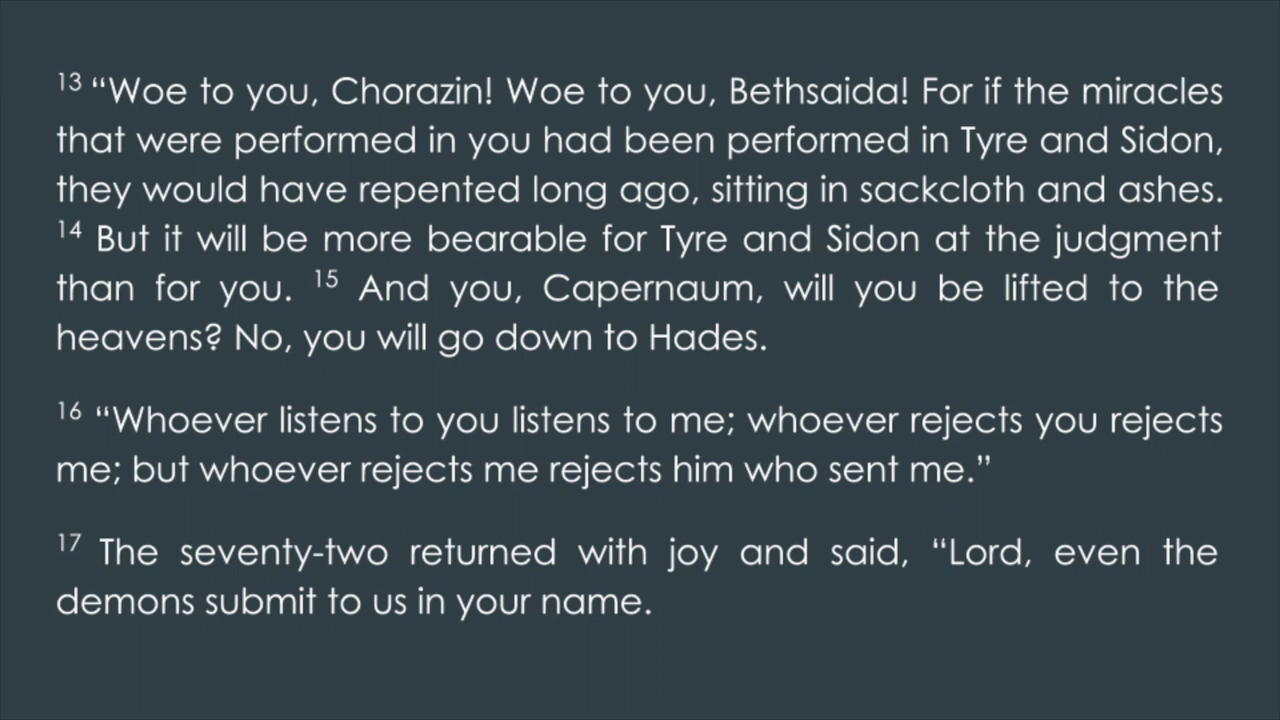 13 “Woe to you, Chorazin! Woe to you, Bethsaida! For if the miracles
that were performed in you had been performed in Tyre and Sidon,
they would have repented long ago, sitting in sackcloth and ashes.
14 But it will be more bearable for Tyre and Sidon at the judgment
than for you. 15 And you, Capernaum, will you be lifted to the
heavens? No, you will go down to Hades.
16 “Whoever listens to you listens to me; whoever rejects you rejects
me; but whoever rejects me rejects him who sent me.”
17 The seventy-two returned with joy and said, “Lord, even the
demons submit to us in your name.